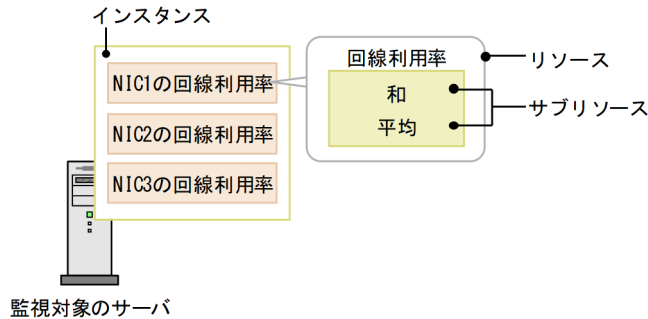 インスタンス
NIC1の回線利用率
NIC2の回線利用率
NIC3の回線利用率
回線利用率
和
平均
リソース
サブリソース
監視対象のサーバ